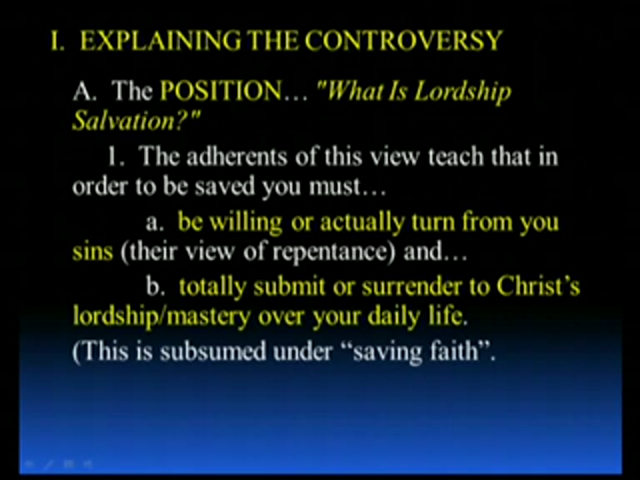 I. EXPLAINING THE CONTROVERSY
A. The POSITION… "What Is Lordship
Salvation?"
1. The adherents of this view teach that in
order to be saved you must…
a. be willing or actually turn from you
sins (their view of repentance) and…
b. totally submit or surrender to Christ’s
lordship/mastery over your daily life.
(This is subsumed under “saving faith”.